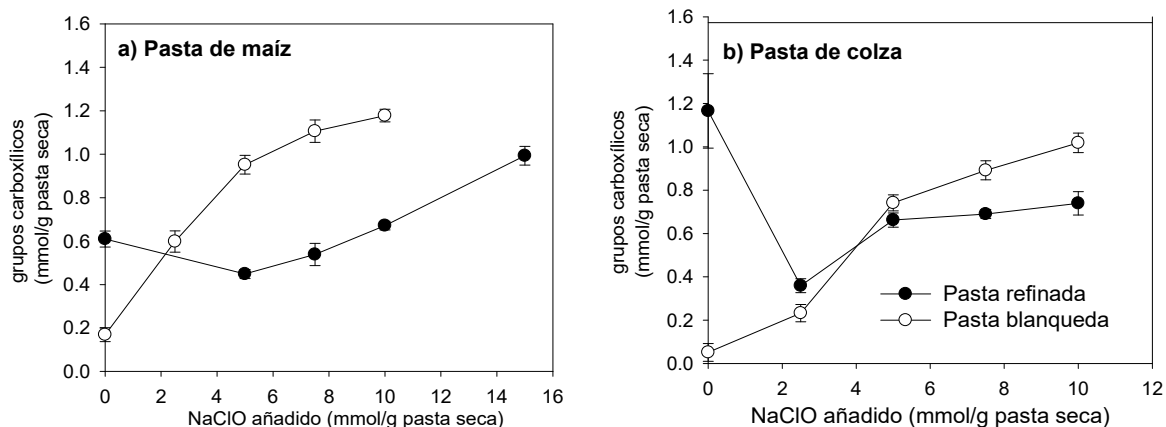 a) Pasta de maíz
grupos carboxílicos
(mmol/g pasta seca)
1.6
1.4
1.2
1.0
0.8
0.6
0.4
0.2
0.0
0 2 4 6 8 10 12 14 16
NaClO añadido (mmol/g pasta seca)
b) Pasta de colza
grupos carboxílicos
(mmol/g pasta seca)
1.6
1.4
1.2
1.0
0.8
0.6
0.4
0.2
0.0
Pasta refinada
Pasta blanqueda
0 2 4 6 8 10 12
NaClO añadido (mmol/g pasta seca)